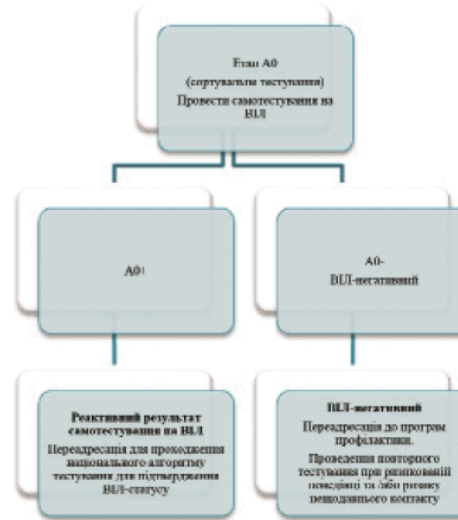 Етап А0
(сортувальне тестування)
Провести самотестування на
ВІЛ
А0+
А0-
ВІЛ-негативний
Реактивний результат
самотестування на ВІЛ
Переадресація для проходження
національного алгоритму
тестування для підтвердження
ВІЛ-статусу
ВІЛ-негативний
Переадресація до програм
профілактики.
Проведення повторного
тестування при ризикованій
поведінці та /або ризику
нещодавнього контакту